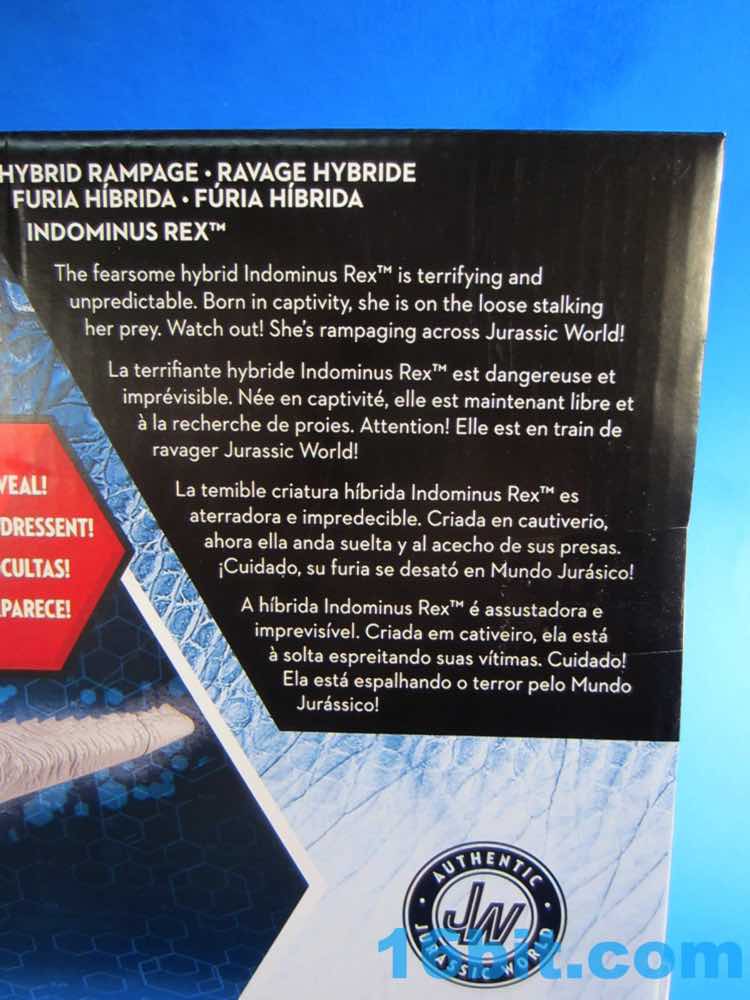 HYBRID RAMPAGE • RAVAGE HYBRIDE
FURIA HÍBRIDA • FÚRIA HÍBRIDA
INDOMINUS REX™
The fearsome hybrid Indominus Rex™ is terrifying and
unpredictable. Born in captivity, she is on the loose stalking
her prey. Watch out! She's rampaging across Jurassic World!
La terrifiante hybride Indominus Rex™ est dangereuse et
imprévisible. Née en captivité, elle est maintenant libre et
à la recherche de proies. Attention! Elle est en train de
ravager Jurassic World!
La temible criatura híbrida Indominus Rex™ es
aterradora e impredecible. Criada en cautiverio,
ahora ella anda suelta y al acecho de sus presas.
¡Cuidado, su furia se desató en Mundo Jurásico!
A híbrida Indominus Rex™ é assustadora e
imprevisível. Criada em cativeiro, ela está
à solta espreitando suas vítimas. Cuidado!
Ela está espalhando o terror pelo Mundo
Jurássico!
VEAL!
DRESSENT!
CULTAS!
PARECE!
AUTHENTIC
JW
JURASSIC WORLD
16bit.com